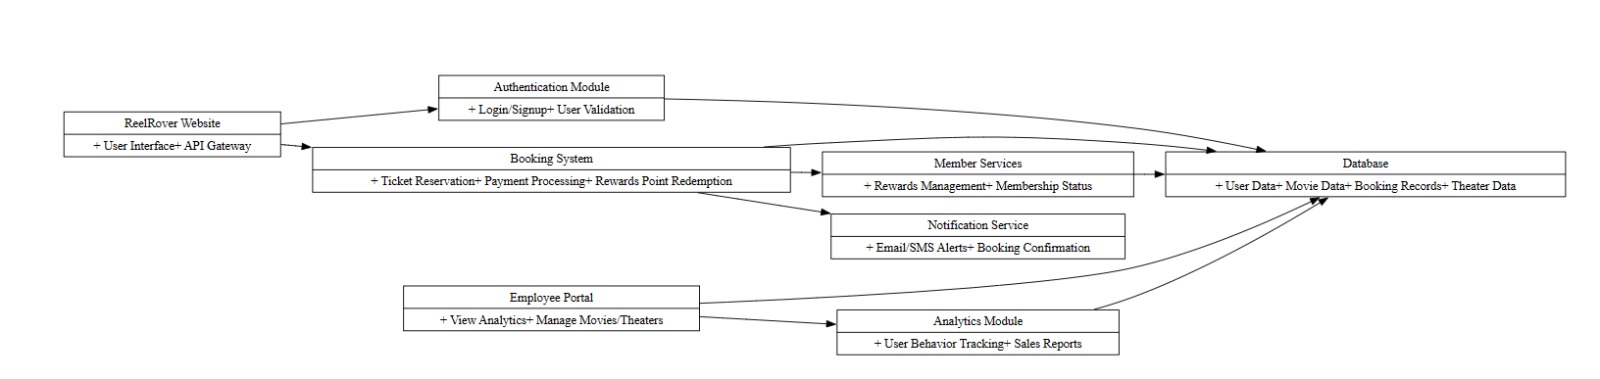 Authentication Module
+ Login/Signup+ User Validation
ReelRover Website
+ User Interface+ API Gateway
Booking System
+ Ticket Reservation+ Payment Processing+ Rewards Point Redemption
Member Services
+ Rewards Management+ Membership Status
Database
+ User Data+ Movie Data+ Booking Records+ Theater Data
Notification Service
+ Email/SMS Alerts+ Booking Confirmation
Employee Portal
+ View Analytics+ Manage Movies/Theaters
Analytics Module
+ User Behavior Tracking+ Sales Reports